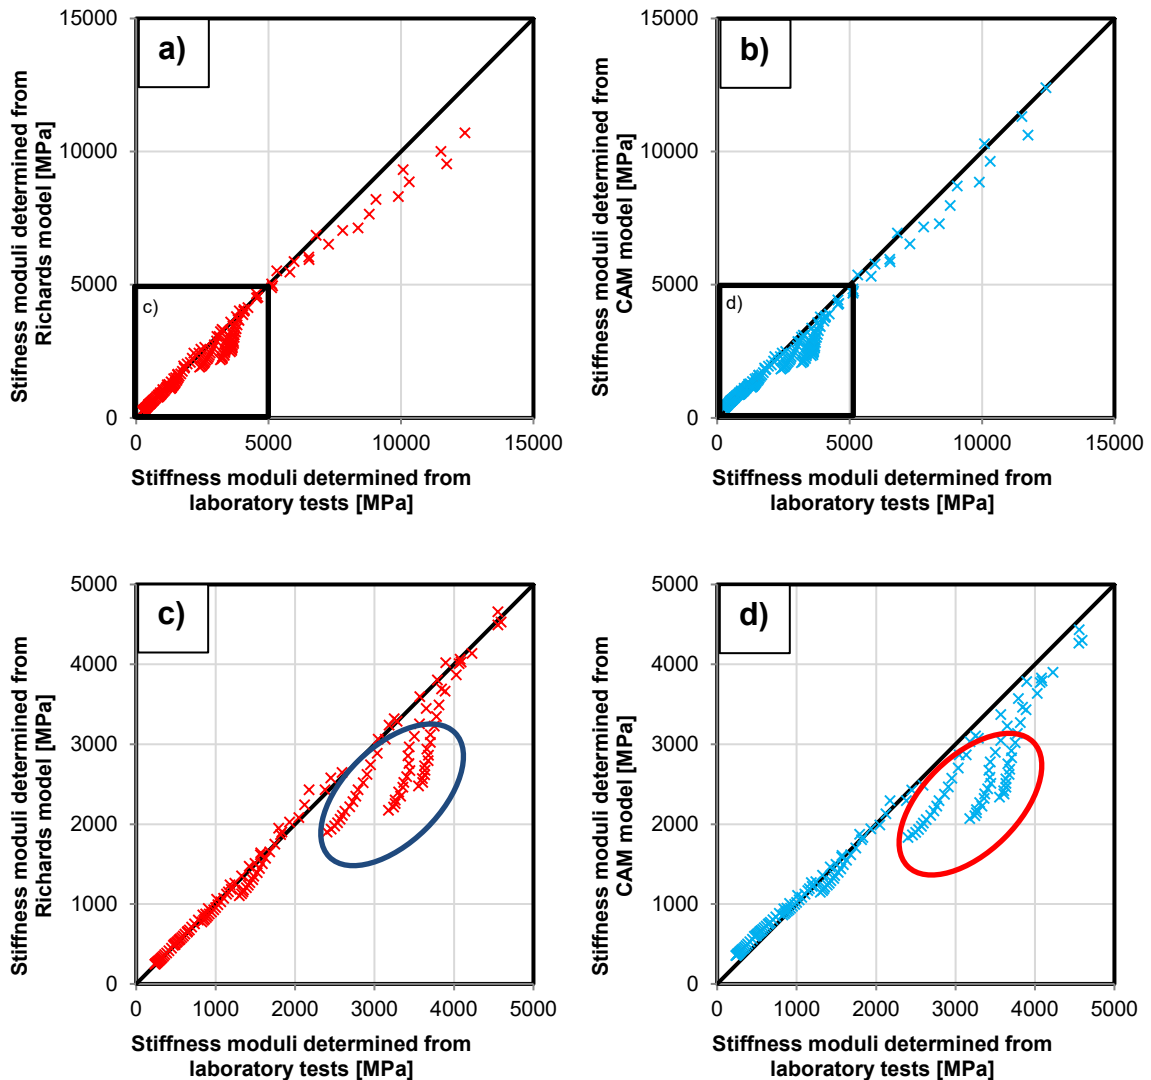 a)
Stifness moduli determined from
Richards model [MPa]
15000
10000
5000
0
c)
0 5000 10000 15000
Stiffness moduli determined from
laboratory tests [MPa]
b)
Stiffness moduli determined from
CAM model [MPa]
15000
10000
5000
0
d)
0 5000 10000 15000
Stiffness moduli determined from
laboratory tests [MPa]
c)
Stiffness moduli determined from
Richards model [MPa]
5000
4000
3000
2000
1000
0
0 1000 2000 3000 4000 5000
Stiffness moduli determined from
laboratory tests [MPa]
d)
Stiffness moduli determined from
CAM model [MPa]
5000
4000
3000
2000
1000
0
0 1000 2000 3000 4000 5000
Stiffness moduli determined from
laboratory tests [MPa]